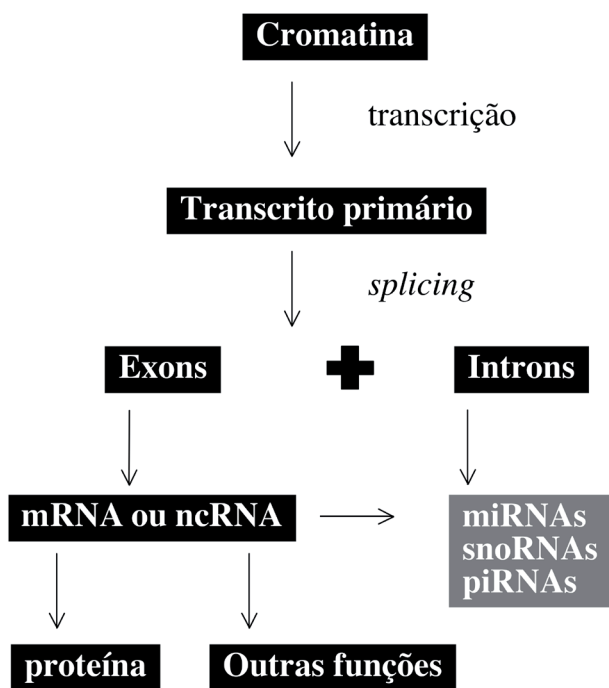 Cromatina
transcrição
Transcrito primário
splicing
Exons
Introns
mRNA ou ncRNA
miRNAs
snoRNAs
piRNAs
proteína
Outras funções